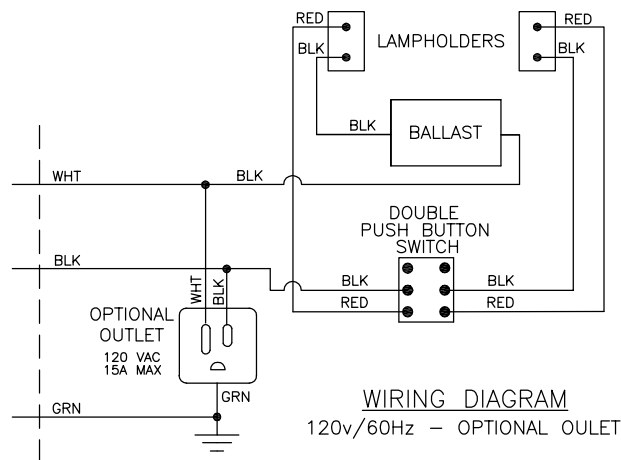 RED
RED
LAMPHOLDERS
BLK
BLK
BLK
BALLAST
WHT
BLK
DOUBLE
PUSH BUTTON
SWITCH
BLK
WHT
BLK
BLK
BLK
RED
RED
OPTIONAL
OUTLET
120 VAC
15A MAX
GRN
GRN
WIRING DIAGRAM
120v/60Hz – OPTIONAL OULET